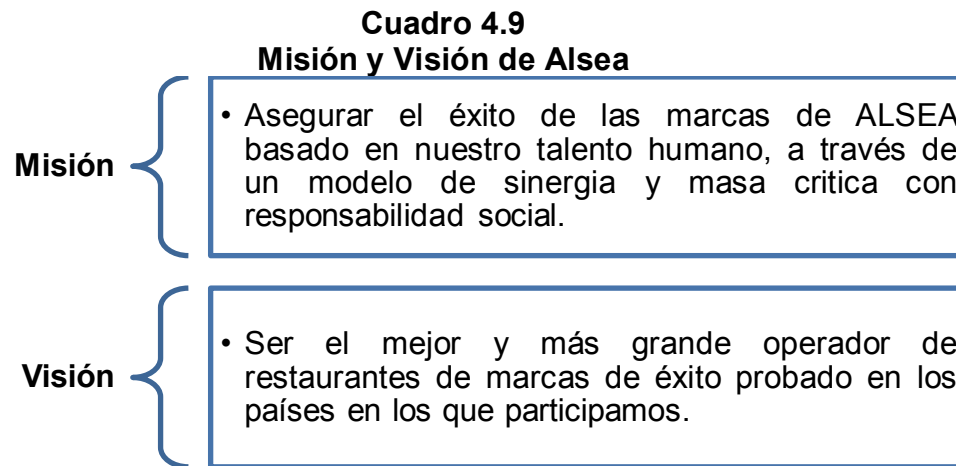 Cuadro 4.9
Misión y Visión de Alsea
Misión
• Asegurar el éxito de las marcas de ALSEA
basado en nuestro talento humano, a través de
un modelo de sinergia y masa critica con
responsabilidad social.
Visión
• Ser el mejor y más grande operador de
restaurantes de marcas de éxito probado en los
países en los que participamos.